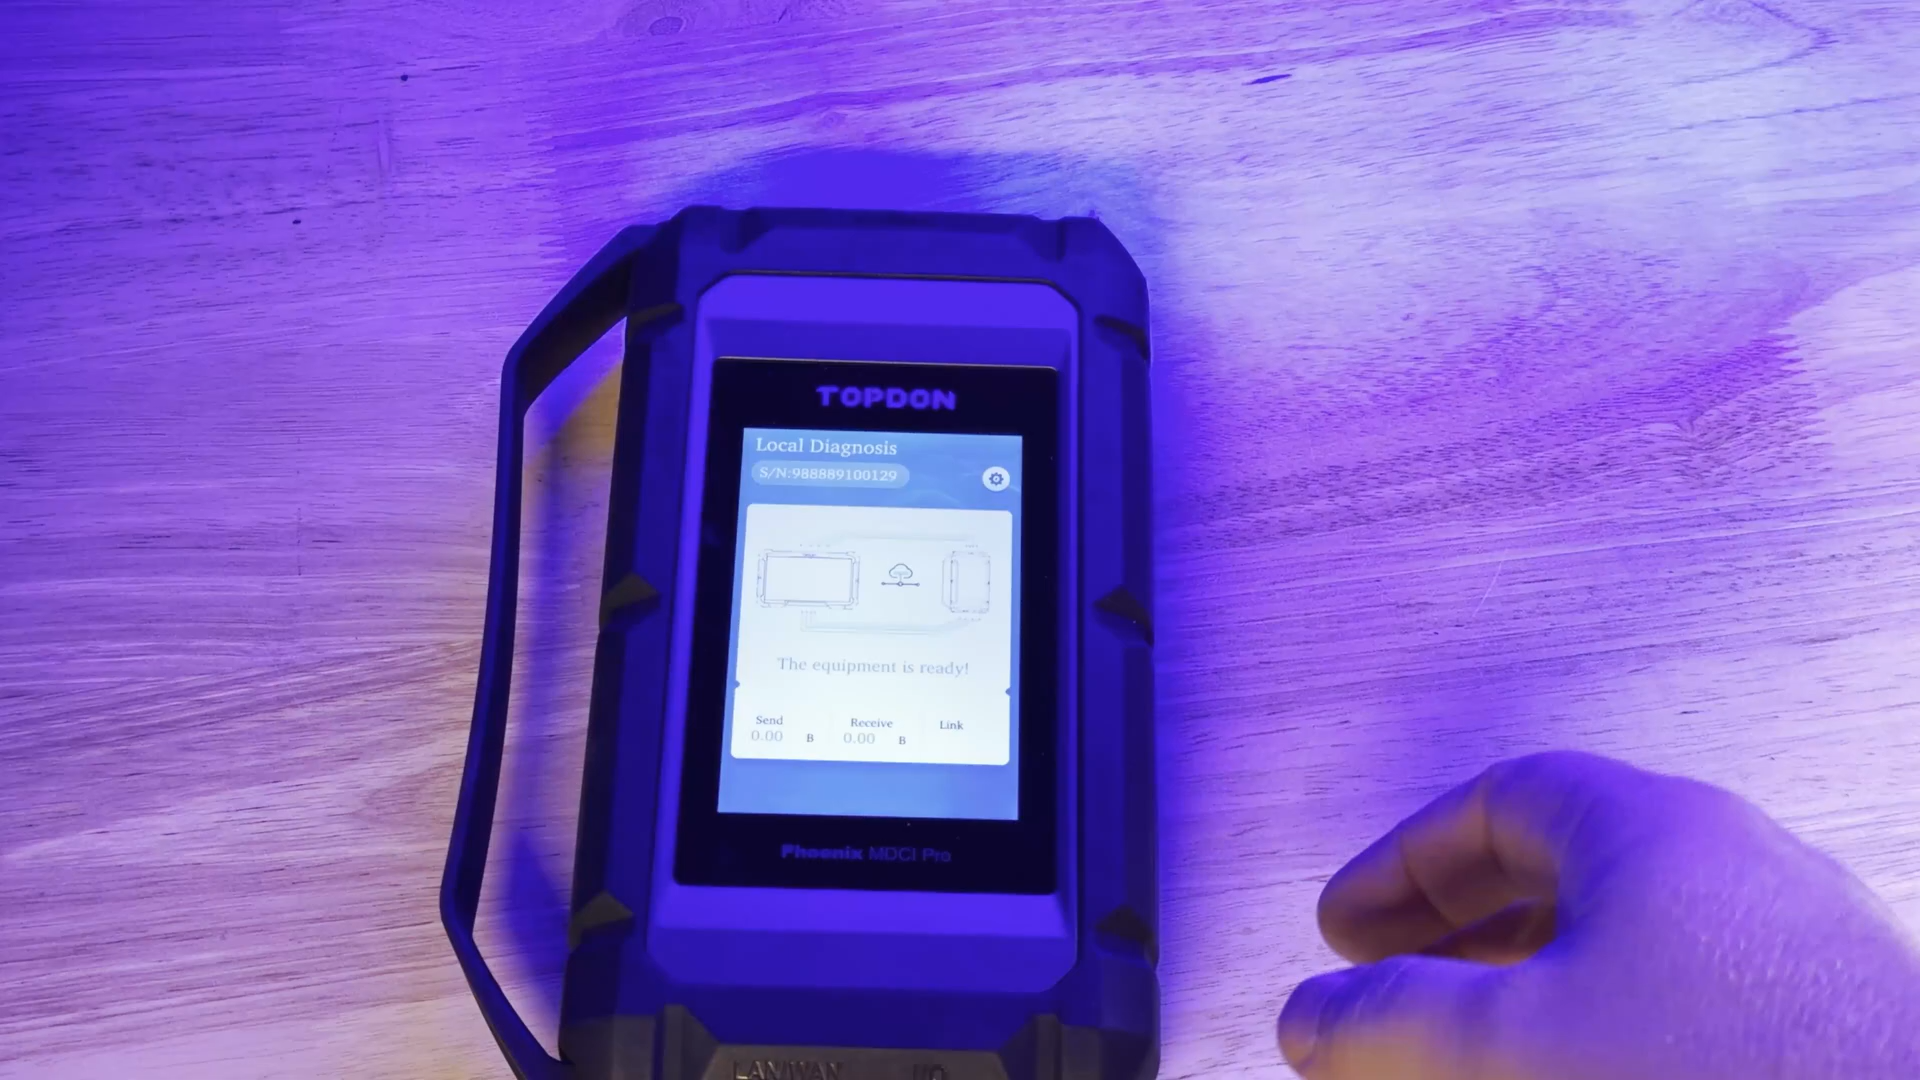 TOPDON
Local Diagnosis
S/N:988889100129
The equipment is ready!
Send
Receive
Link
0.00 B
0.00 B
Phoenix MDCI Pro
LAN/WAN I/O